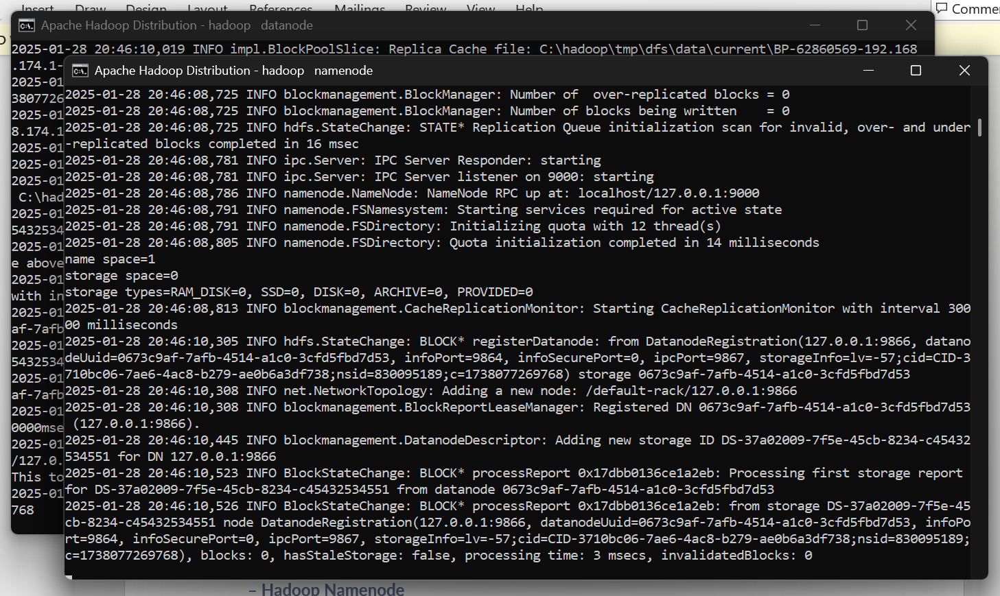 Insert Draw Design Layout References Mailings Review View Help
Comme
Apache Hadoop Distribution - hadoop datanode
2025-01-28 20:46:10,019 INFO impl.BlockPoolSlice: Replica Cache file: C:\hadoop\tmp\dfs\data\current\BP-62860569-192.168
.174.1-
2025-01
3807726
2025-01
8.174.1
2025-01
2025-01
2025-01
C:\had
2025-01
5432534
2025-01
e above
2025-01
with in
2025-01
af-7afb
2025-01
5432534
2025-01
af-7afb
2025-01
0000mse
2025-01
/127.0.
This to
2025-01
768
Apache Hadoop Distribution - hadoop namenode
2025-01-28 20:46:08,725 INFO blockmanagement.BlockManager: Number of  over-replicated blocks = 0
2025-01-28 20:46:08,725 INFO blockmanagement.BlockManager: Number of blocks being written    = 0
2025-01-28 20:46:08,725 INFO hdfs.StateChange: STATE* Replication Queue initialization scan for invalid, over- and under
-replicated blocks completed in 16 msec
2025-01-28 20:46:08,781 INFO ipc.Server: IPC Server Responder: starting
2025-01-28 20:46:08,781 INFO ipc.Server: IPC Server listener on 9000: starting
2025-01-28 20:46:08,786 INFO namenode.NameNode: NameNode RPC up at: localhost/127.0.0.1:9000
2025-01-28 20:46:08,791 INFO namenode.FSNamesystem: Starting services required for active state
2025-01-28 20:46:08,791 INFO namenode.FSDirectory: Initializing quota with 12 thread(s)
2025-01-28 20:46:08,805 INFO namenode.FSDirectory: Quota initialization completed in 14 milliseconds
name space=1
storage space=0
storage types=RAM_DISK=0, SSD=0, DISK=0, ARCHIVE=0, PROVIDED=0
2025-01-28 20:46:08,813 INFO blockmanagement.CacheReplicationMonitor: Starting CacheReplicationMonitor with interval 300
00 milliseconds
2025-01-28 20:46:10,305 INFO hdfs.StateChange: BLOCK* registerDatanode: from DatanodeRegistration(127.0.0.1:9866, datano
deUuid=0673c9af-7afb-4514-a1c0-3cfd5fbd7d53, infoPort=9864, infoSecurePort=0, ipcPort=9867, storageInfo=lv=-57;cid=CID-3
710bc06-7ae6-4ac8-b279-ae0b6a3df738;nsid=830095189;c=1738077269768) storage 0673c9af-7afb-4514-a1c0-3cfd5fbd7d53
2025-01-28 20:46:10,308 INFO net.NetworkTopology: Adding a new node: /default-rack/127.0.0.1:9866
2025-01-28 20:46:10,308 INFO blockmanagement.BlockReportLeaseManager: Registered DN 0673c9af-7afb-4514-a1c0-3cfd5fbd7d53
(127.0.0.1:9866).
2025-01-28 20:46:10,445 INFO blockmanagement.DatanodeDescriptor: Adding new storage ID DS-37a02009-7f5e-45cb-8234-c45432
534551 for DN 127.0.0.1:9866
2025-01-28 20:46:10,523 INFO BlockStateChange: BLOCK* processReport 0x17dbb0136ce1a2eb: Processing first storage report
for DS-37a02009-7f5e-45cb-8234-c45432534551 from datanode 0673c9af-7afb-4514-a1c0-3cfd5fbd7d53
2025-01-28 20:46:10,526 INFO BlockStateChange: BLOCK* processReport 0x17dbb0136ce1a2eb: from storage DS-37a02009-7f5e-45
cb-8234-c45432534551 node DatanodeRegistration(127.0.0.1:9866, datanodeUuid=0673c9af-7afb-4514-a1c0-3cfd5fbd7d53, infoPo
rt=9864, infoSecurePort=0, ipcPort=9867, storageInfo=lv=-57;cid=CID-3710bc06-7ae6-4ac8-b279-ae0b6a3df738;nsid=830095189;
c=1738077269768), blocks: 0, hasStaleStorage: false, processing time: 3 msecs, invalidatedBlocks: 0
– Hadoop Namenode